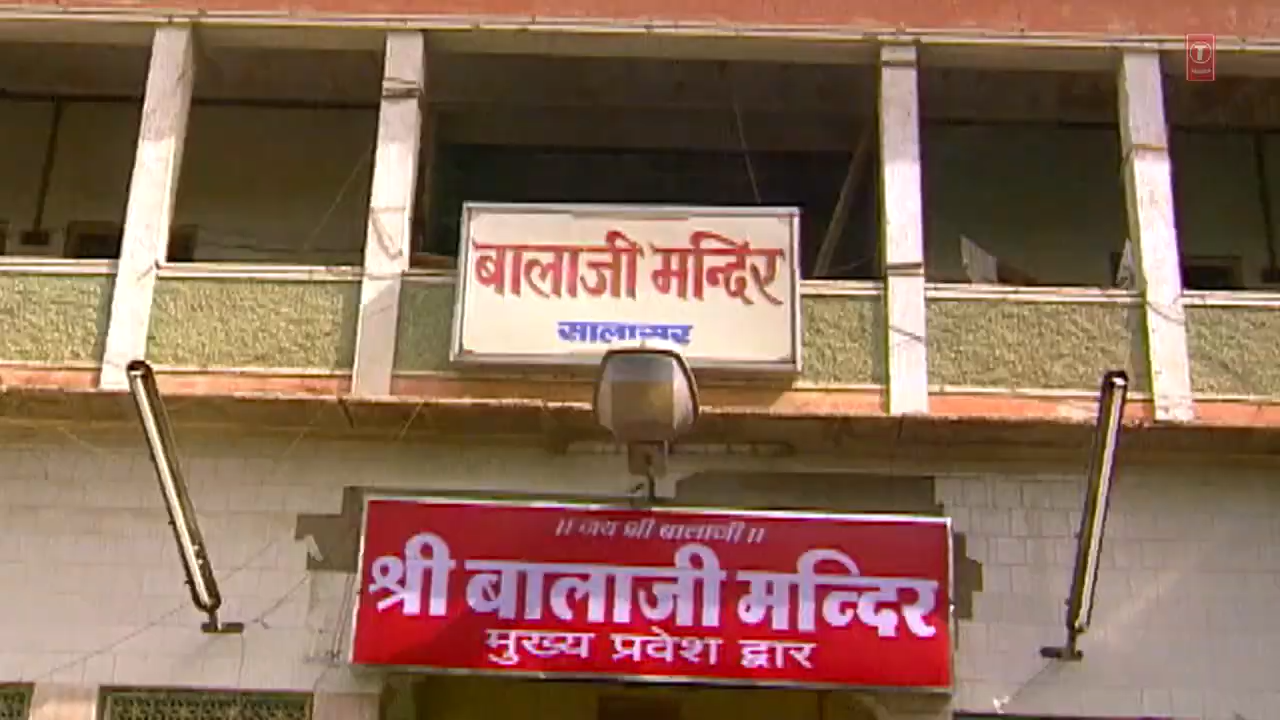 बालाजी मन्दिर
सालासर
॥ जय श्री बालाजी ॥
श्री बालाजी मन्दिर
मुख्य प्रवेश द्वार